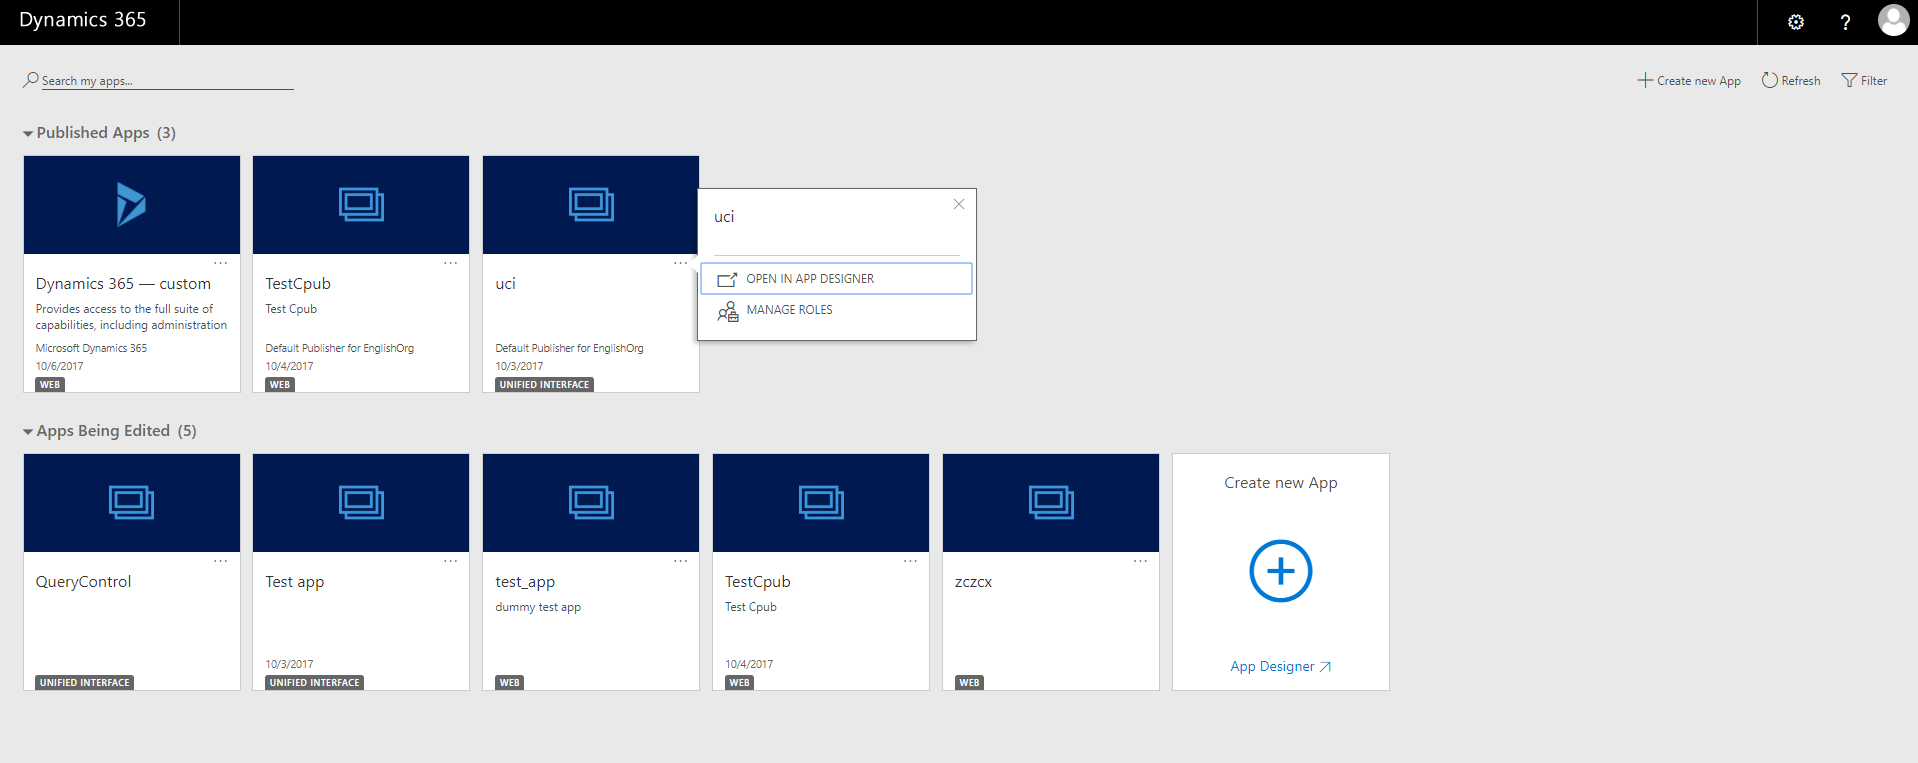 Dynamics 365
?
Search my apps...
Create new App
Refresh
Filter
Published Apps (3)
...
Dynamics 365 — custom
Provides access to the full suite of
capabilities, including administration
Microsoft Dynamics 365
10/6/2017
WEB
...
TestCpub
Test Cpub
Default Publisher for EnglishOrg
10/4/2017
WEB
...
uci
Default Publisher for EnglishOrg
10/3/2017
UNIFIED INTERFACE
uci
OPEN IN APP DESIGNER
MANAGE ROLES
Apps Being Edited (5)
...
QueryControl
UNIFIED INTERFACE
...
Test app
10/3/2017
UNIFIED INTERFACE
...
test_app
dummy test app
WEB
...
TestCpub
Test Cpub
10/4/2017
WEB
...
zczcx
WEB
Create new App
App Designer